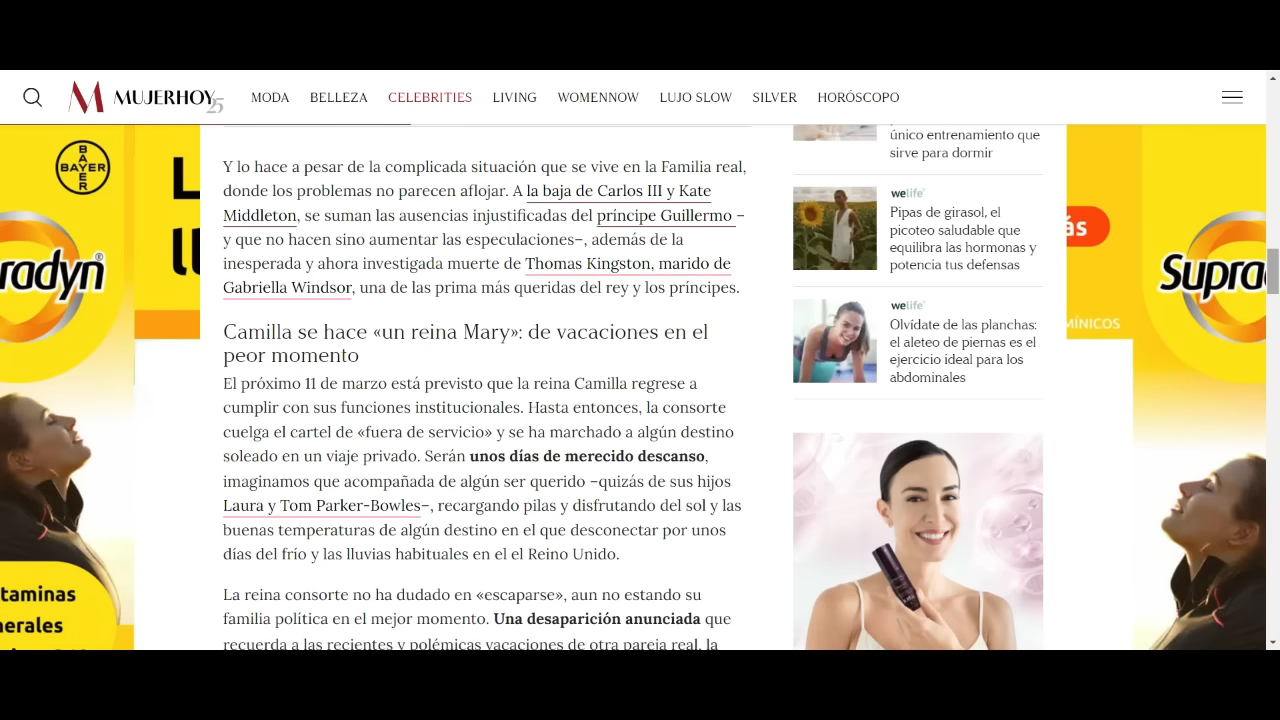 MUJERHOY 25
MODA BELLEZA CELEBRITIES LIVING WOMENNOW LUJO SLOW SILVER HORÓSCOPO
Y lo hace a pesar de la complicada situación que se vive en la Familia real,
donde los problemas no parecen aflojar. A la baja de Carlos III y Kate
Middleton, se suman las ausencias injustificadas del príncipe Guillermo –
y que no hacen sino aumentar las especulaciones–, además de la
inesperada y ahora investigada muerte de Thomas Kingston, marido de
Gabriella Windsor, una de las prima más queridas del rey y los príncipes.
Camilla se hace «un reina Mary»: de vacaciones en el
peor momento
El próximo 11 de marzo está previsto que la reina Camilla regrese a
cumplir con sus funciones institucionales. Hasta entonces, la consorte
cuelga el cartel de «fuera de servicio» y se ha marchado a algún destino
soleado en un viaje privado. Serán unos días de merecido descanso,
imaginamos que acompañada de algún ser querido –quizás de sus hijos
Laura y Tom Parker-Bowles–, recargando pilas y disfrutando del sol y las
buenas temperaturas de algún destino en el que desconectar por unos
días del frío y las lluvias habituales en el el Reino Unido.
La reina consorte no ha dudado en «escaparse», aun no estando su
familia política en el mejor momento. Una desaparición anunciada que
recuerda a las recientes y polémicas vacaciones de otra pareja real, la
único entrenamiento que
sirve para dormir
welife
Pipas de girasol, el
picoteo saludable que
equilibra las hormonas y
potencia tus defensas
welife
Olvídate de las planchas:
el aleteo de piernas es el
ejercicio ideal para los
abdominales
BAYER
BAYER
radyn®
taminas
nerales
L
ll
ás
MÍNICOS
Supra